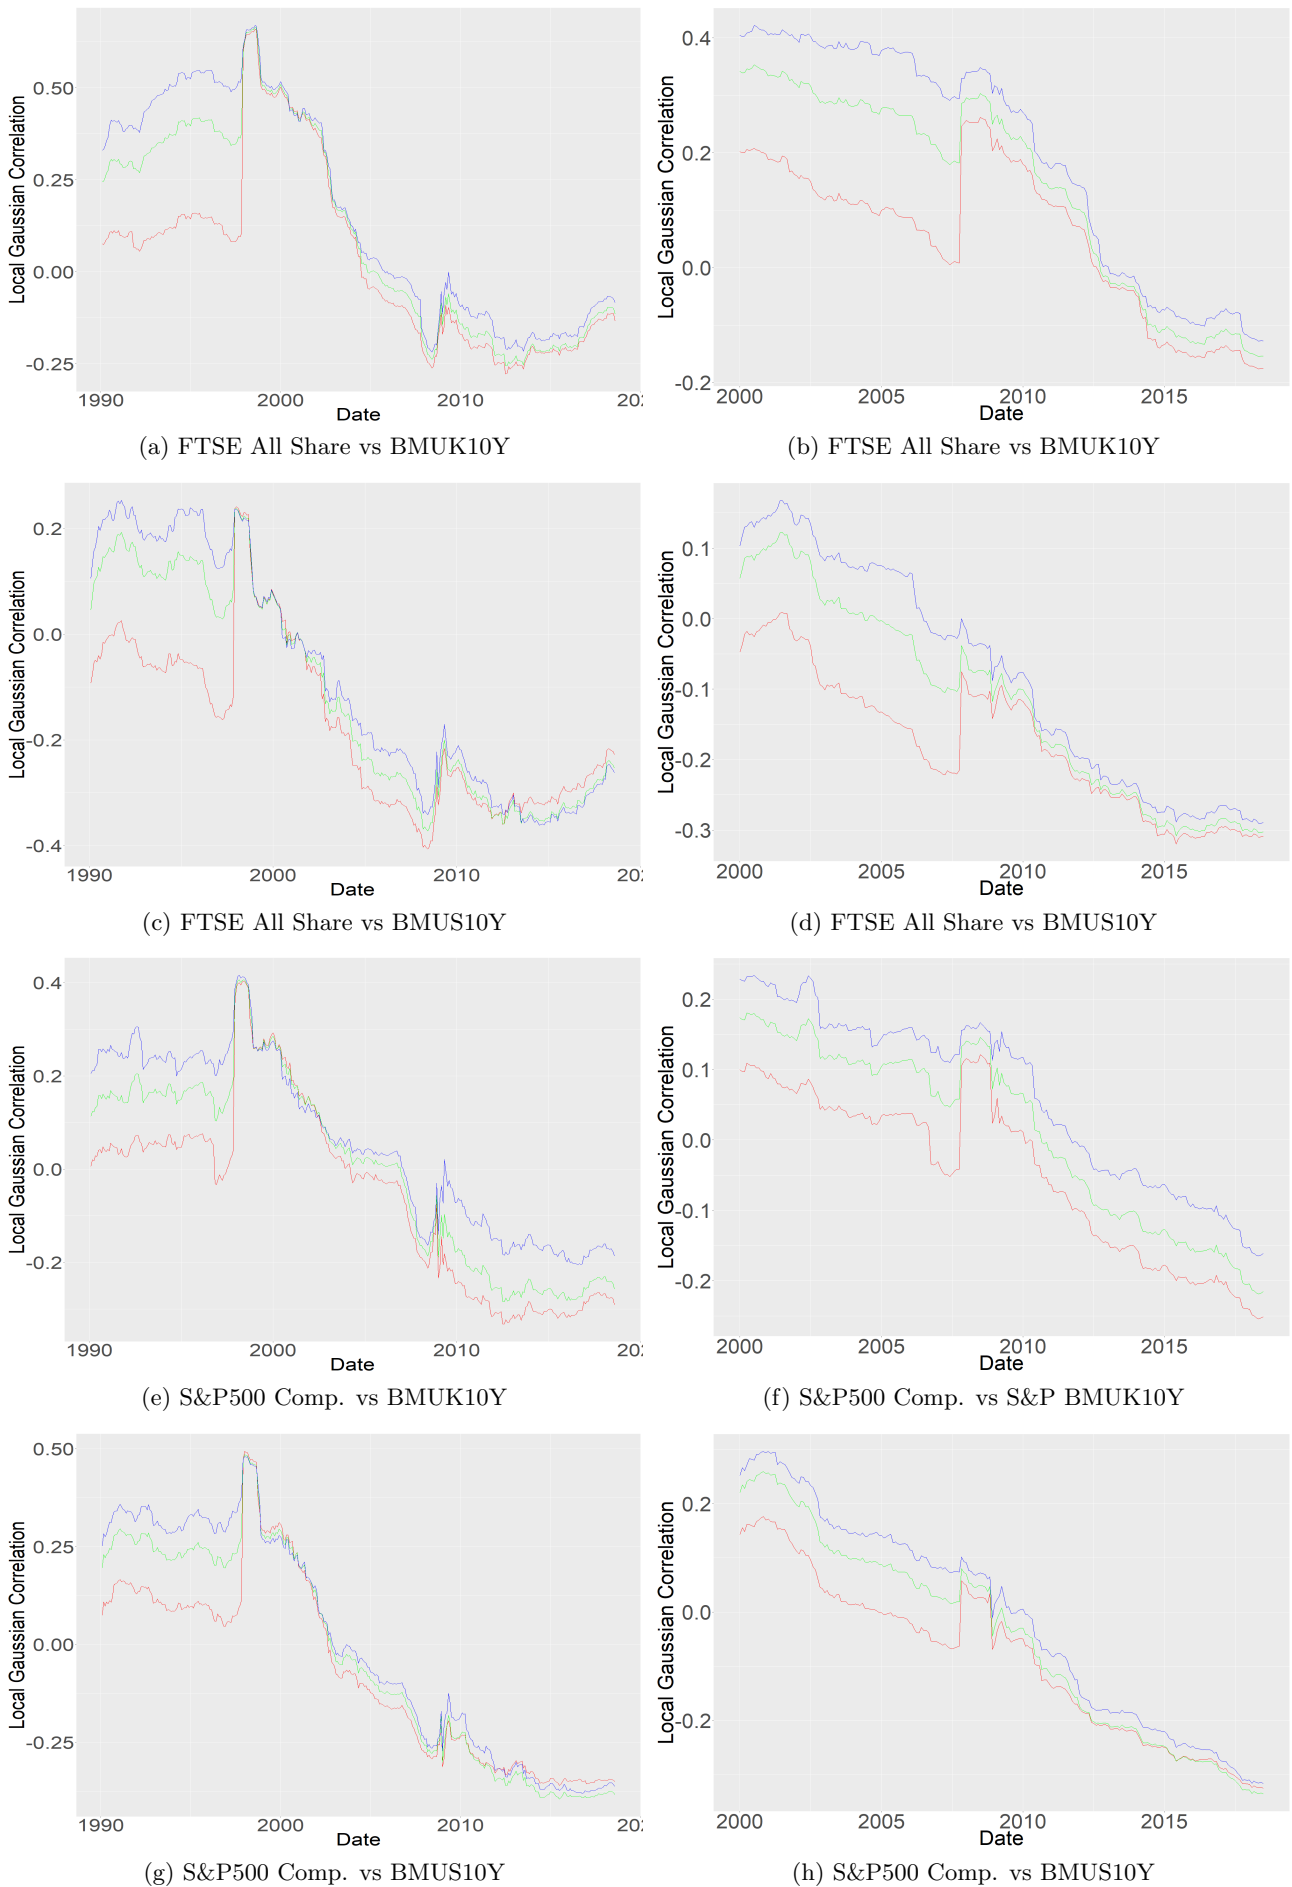 Local Gaussian Correlation
0.50
0.25
0.00
-0.25
1990 2000 2010 202
Date
(a) FTSE All Share vs BMUK10Y
Local Gaussian Correlation
0.4
0.2
0.0
-0.2
2000 2005 2010 2015
Date
(b) FTSE All Share vs BMUK10Y
Local Gaussian Correlation
0.2
0.0
-0.2
-0.4
1990 2000 2010 202
Date
(c) FTSE All Share vs BMUS10Y
Local Gaussian Correlation
0.1
0.0
-0.1
-0.2
-0.3
2000 2005 2010 2015
Date
(d) FTSE All Share vs BMUS10Y
Local Gaussian Correlation
0.4
0.2
0.0
-0.2
1990 2000 2010 202
Date
(e) S&P500 Comp. vs BMUK10Y
Local Gaussian Correlation
0.2
0.1
0.0
-0.1
-0.2
2000 2005 2010 2015
Date
(f) S&P500 Comp. vs S&P BMUK10Y
Local Gaussian Correlation
0.50
0.25
0.00
-0.25
1990 2000 2010 202
Date
(g) S&P500 Comp. vs BMUS10Y
Local Gaussian Correlation
0.2
0.0
-0.2
2000 2005 2010 2015
Date
(h) S&P500 Comp. vs BMUS10Y